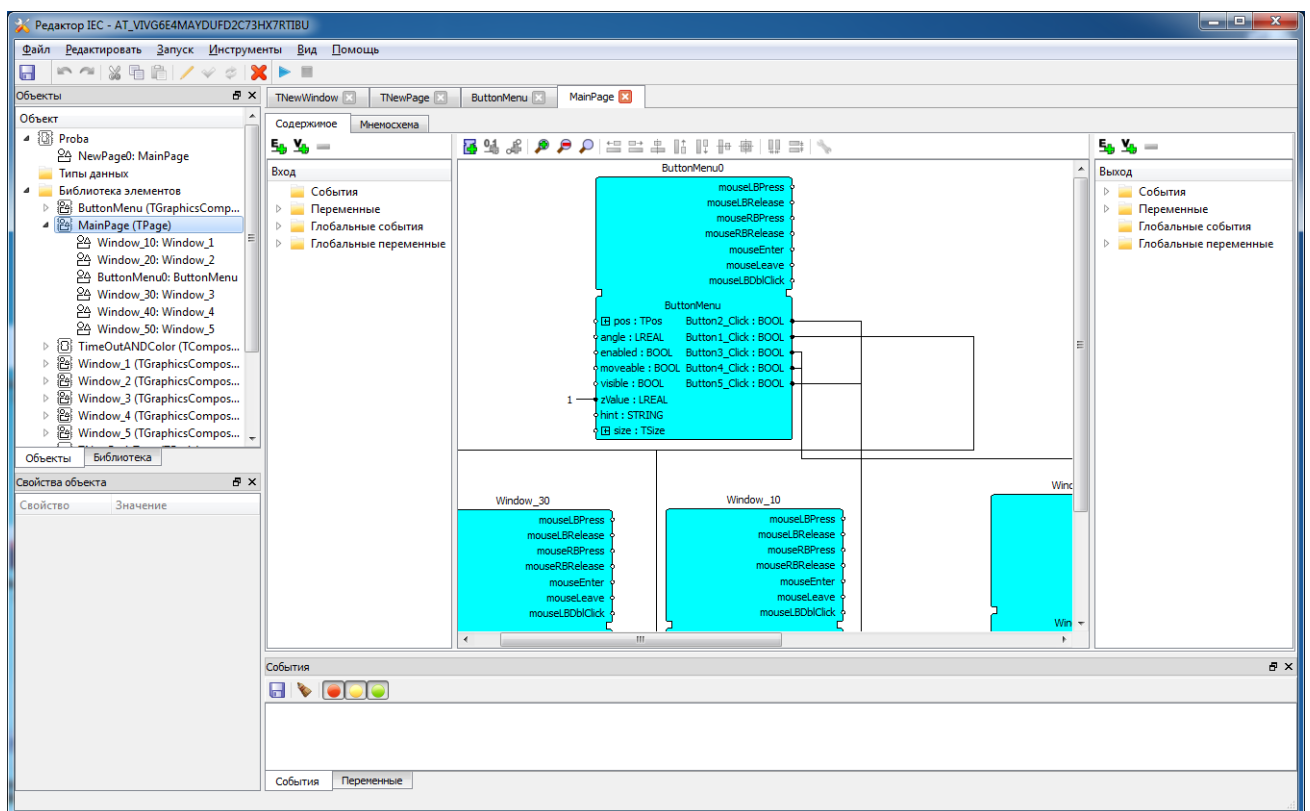 Редактор IEC - AT_VIVG6E4MAYDUFD2C73HX7RTIBU
Файл Редактировать Запуск Инструменты Вид Помощь
Объекты
Объект
Proba
NewPage0: MainPage
Типы данных
Библиотека элементов
ButtonMenu (TGraphicsComp...
MainPage (TPage)
Window_10: Window_1
Window_20: Window_2
ButtonMenu0: ButtonMenu
Window_30: Window_3
Window_40: Window_4
Window_50: Window_5
TimeOutANDColor (TCompos...
Window_1 (TGraphicsCompos...
Window_2 (TGraphicsCompos...
Window_3 (TGraphicsCompos...
Window_4 (TGraphicsCompos...
Window_5 (TGraphicsCompos...
Объекты Библиотека
Свойства объекта
Свойство Значение
TNewWindow TNewPage ButtonMenu MainPage
Содержимое Мнемосхема
Вход
События
Переменные
Глобальные события
Глобальные переменные
ButtonMenu0
mouseLBPress
mouseLBRelease
mouseRBPress
mouseRBRelease
mouseEnter
mouseLeave
mouseLBDblClick
ButtonMenu
pos : TPos Button2_Click : BOOL
angle : LREAL Button1_Click : BOOL
enabled : BOOL Button3_Click : BOOL
moveable : BOOL Button4_Click : BOOL
visible : BOOL Button5_Click : BOOL
1 zValue : LREAL
hint : STRING
size : TSize
Window_30
mouseLBPress
mouseLBRelease
mouseRBPress
mouseRBRelease
mouseEnter
mouseLeave
mouseLBDblClick
Window_10
mouseLBPress
mouseLBRelease
mouseRBPress
mouseRBRelease
mouseEnter
mouseLeave
mouseLBDblClick
Wind
Win
Выход
События
Переменные
Глобальные события
Глобальные переменные
События
События Переменные